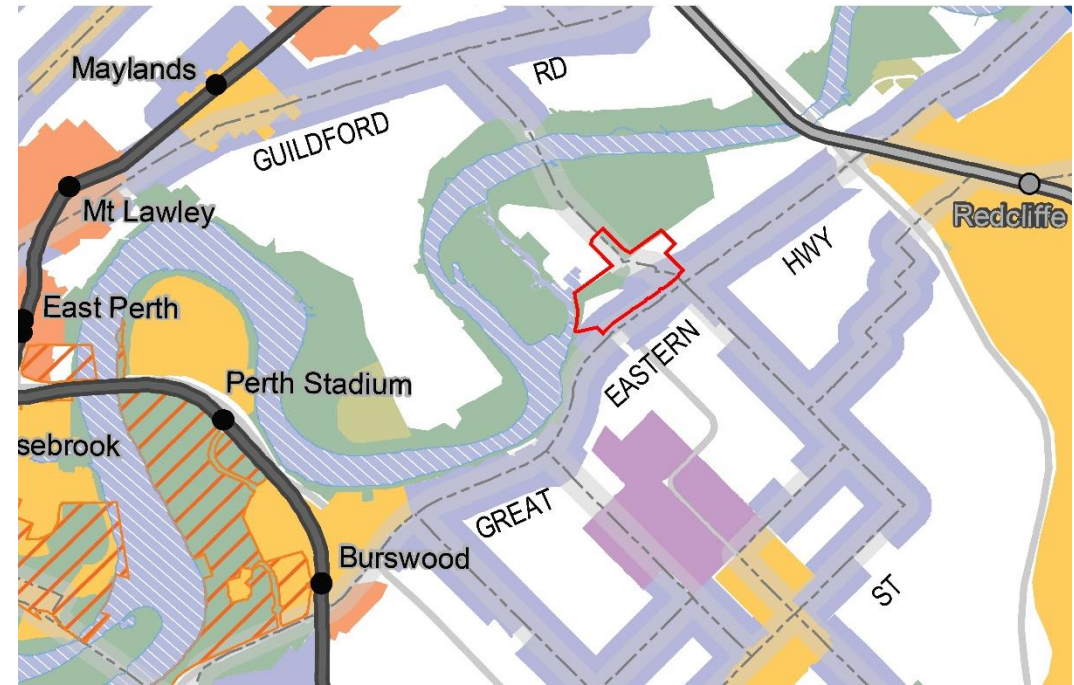 Maylands
RD
GUILDFORD
Mt Lawley
Redcliffe
HWY
East Perth
EASTERN
Perth Stadium
sebrook
GREAT
Burswood
ST